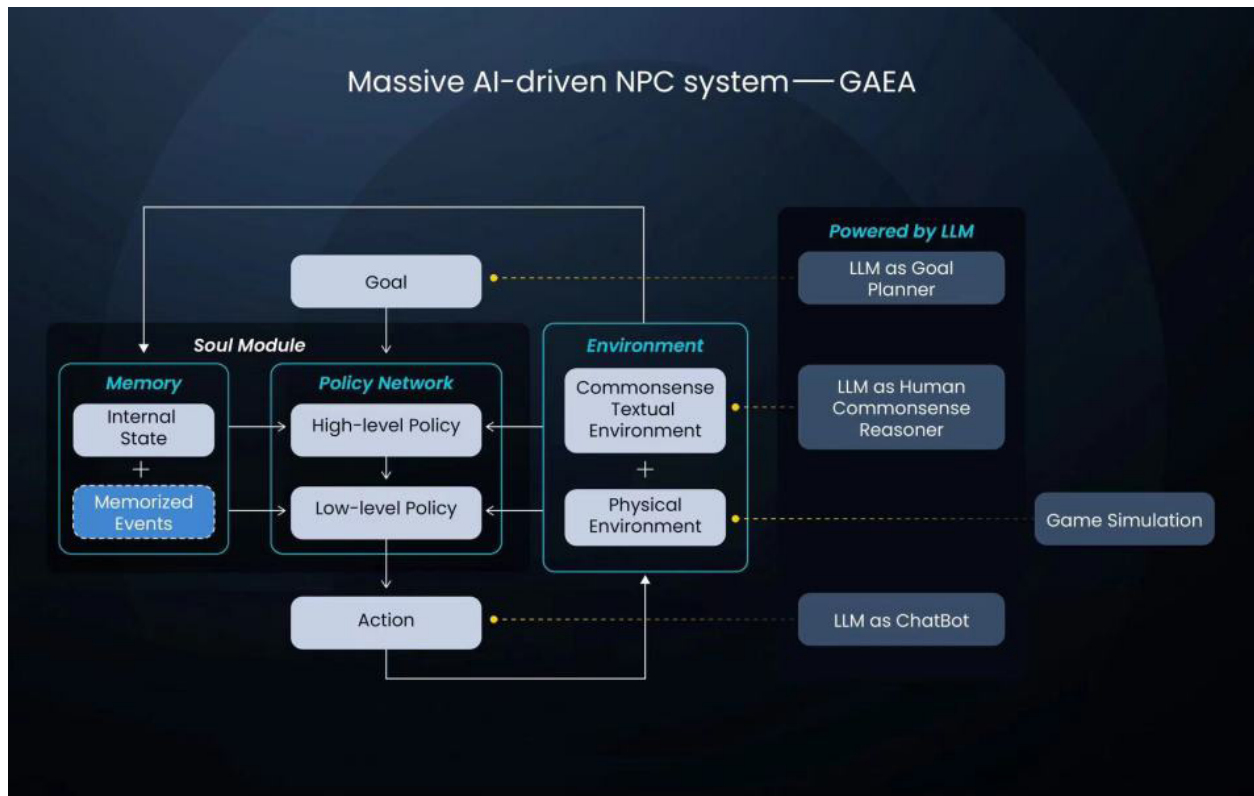 Massive AI-driven NPC system — GAEA
Powered by LLM
Goal
LLM as Goal
Planner
Soul Module
Memory
Internal
State
+
Memorized
Events
Policy Network
High-level Policy
Low-level Policy
Environment
Commonsense
Textual
Environment
+
Physical
Environment
LLM as Human
Commonsense
Reasoner
Game Simulation
Action
LLM as ChatBot